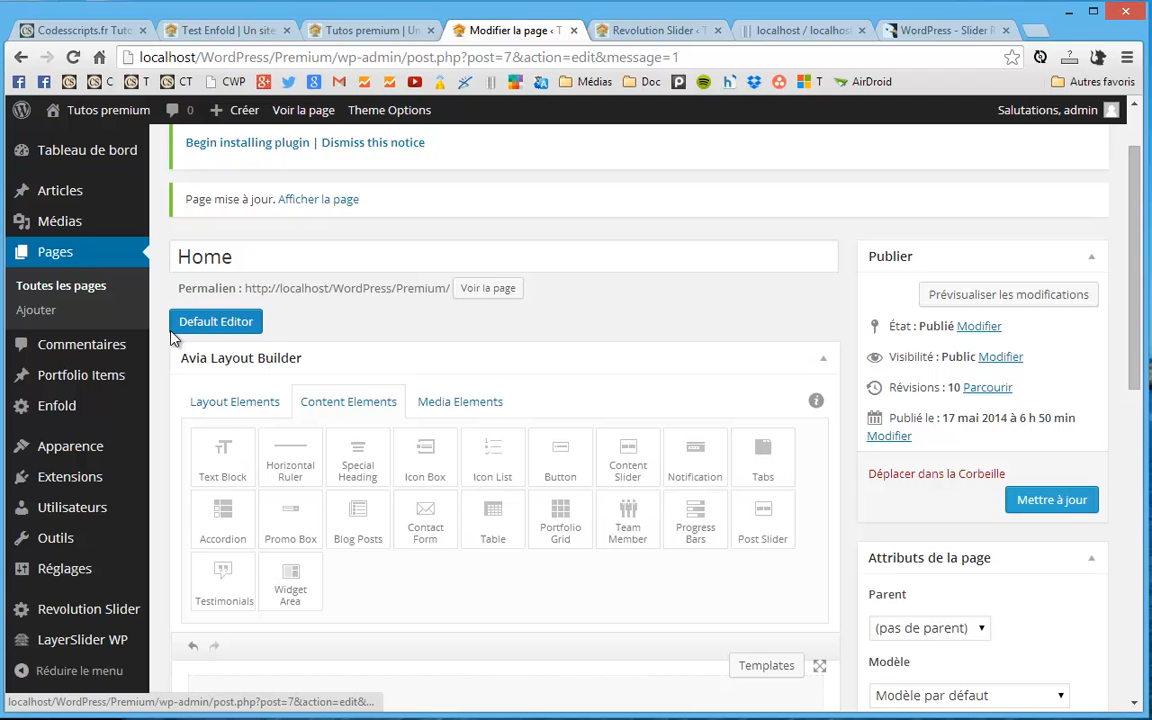 Codesscripts.fr Tutor
Test Enfold | Un site
Tutos premium | Un
Modifier la page ‹ T
Revolution Slider ‹ T
localhost / localhos
WordPress - Slider R
localhost/WordPress/Premium/wp-admin/post.php?post=7&action=edit&message=1
C
T
CT
CWP
Médias
Doc
T
AirDroid
Autres favoris
Tutos premium
0
Créer
Voir la page
Theme Options
Salutations, admin
Tableau de bord
Articles
Médias
Pages
Toutes les pages
Ajouter
Commentaires
Portfolio Items
Enfold
Apparence
Extensions
Utilisateurs
Outils
Réglages
Revolution Slider
LayerSlider WP
Réduire le menu
Begin installing plugin | Dismiss this notice
Page mise à jour. Afficher la page
Home
Permalien : http://localhost/WordPress/Premium/ Voir la page
Default Editor
Avia Layout Builder
Layout Elements
Content Elements
Media Elements
Text Block
Horizontal
Ruler
Special
Heading
Icon Box
Icon List
Button
Content
Slider
Notification
Tabs
Accordion
Promo Box
Blog Posts
Contact
Form
Table
Portfolio
Grid
Team
Member
Progress
Bars
Post Slider
Testimonials
Widget
Area
Templates
Publier
Prévisualiser les modifications
État : Publié Modifier
Visibilité : Public Modifier
Révisions : 10 Parcourir
Publié le : 17 mai 2014 à 6 h 50 min
Modifier
Déplacer dans la Corbeille
Mettre à jour
Attributs de la page
Parent
(pas de parent)
Modèle
Modèle par défaut
localhost/WordPress/Premium/wp-admin/post.php?post=7&action=edit&...